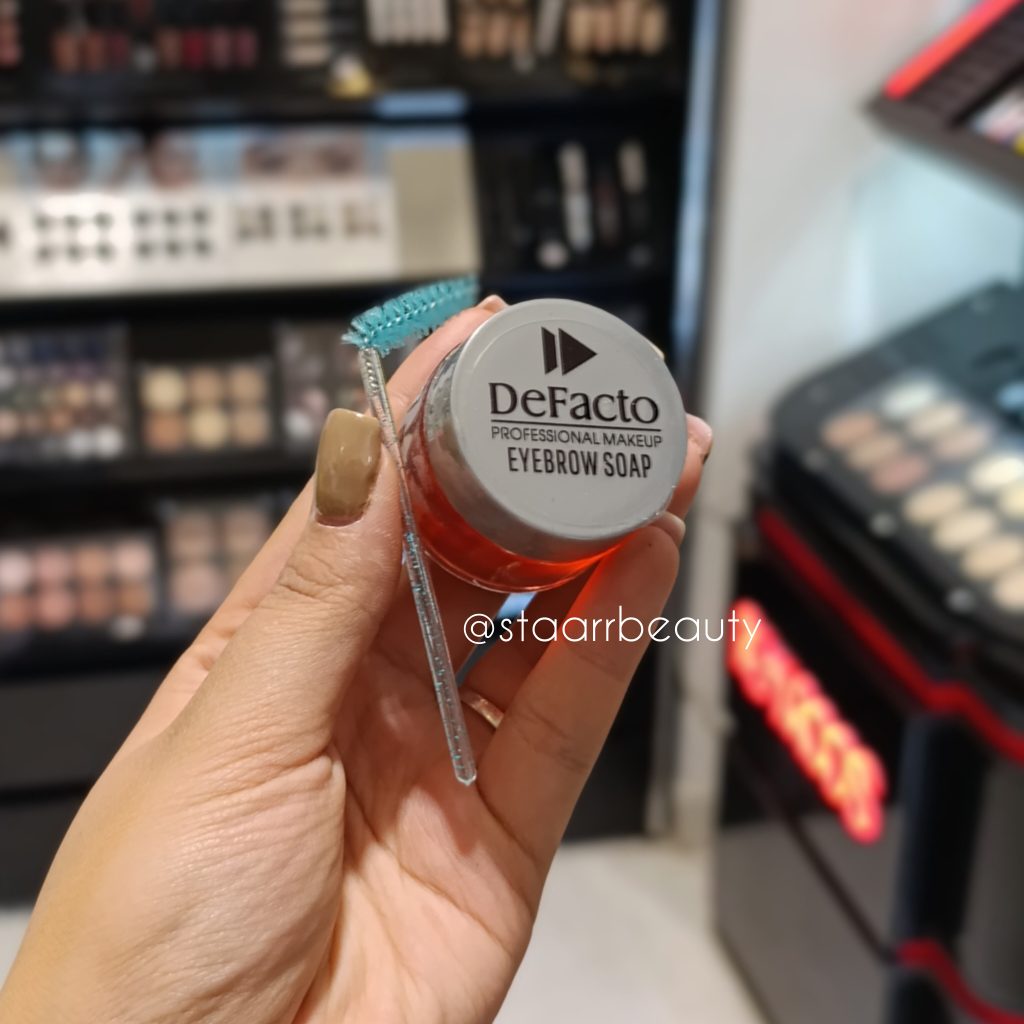 DeFacto
PROFESSIONAL MAKEUP
EYEBROW SOAP
@staarrbeauty